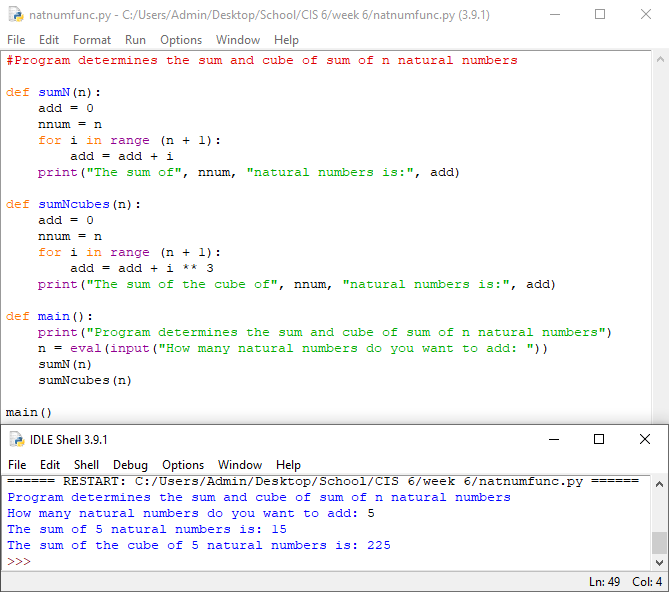 natnumfunc.py - C:/Users/Admin/Desktop/School/CIS 6/week 6/natnumfunc.py (3.9.1)
File Edit Format Run Options Window Help
#Program determines the sum and cube of sum of n natural numbers
def sumN(n):
    add = 0
    nnum = n
    for i in range (n + 1):
        add = add + i
    print("The sum of", nnum, "natural numbers is:", add)
def sumNcubes(n):
    add = 0
    nnum = n
    for i in range (n + 1):
        add = add + i ** 3
    print("The sum of the cube of", nnum, "natural numbers is:", add)
def main():
    print("Program determines the sum and cube of sum of n natural numbers")
    n = eval(input("How many natural numbers do you want to add: "))
    sumN(n)
    sumNcubes(n)
main()
IDLE Shell 3.9.1
File Edit Shell Debug Options Window Help
====== RESTART: C:/Users/Admin/Desktop/School/CIS 6/week 6/natnumfunc.py ======
Program determines the sum and cube of sum of n natural numbers
How many natural numbers do you want to add: 5
The sum of 5 natural numbers is: 15
The sum of the cube of 5 natural numbers is: 225
>>>
Ln: 49 Col: 4